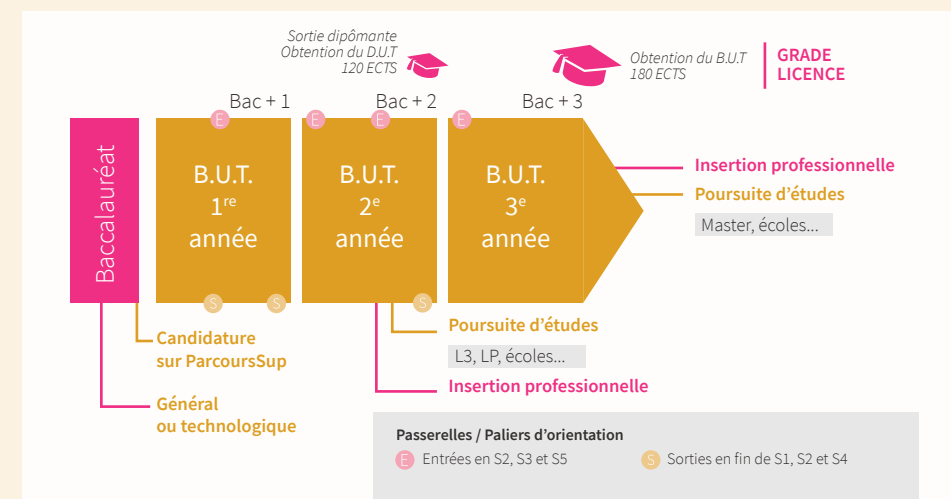 Sortie dipômante
Obtention du D.U.T
120 ECTS
Obtention du B.U.T
180 ECTS
GRADE
LICENCE
Bac + 1
Bac + 2
Bac + 3
E
E
E
E
Baccalauréat
B.U.T.
1re
année
B.U.T.
2e
année
B.U.T.
3e
année
Insertion professionnelle
Poursuite d'études
Master, écoles...
S
S
S
Candidature
sur ParcoursSup
Général
ou technologique
Poursuite d'études
L3, LP, écoles...
Insertion professionnelle
Passerelles / Paliers d'orientation
E Entrées en S2, S3 et S5
S Sorties en fin de S1, S2 et S4